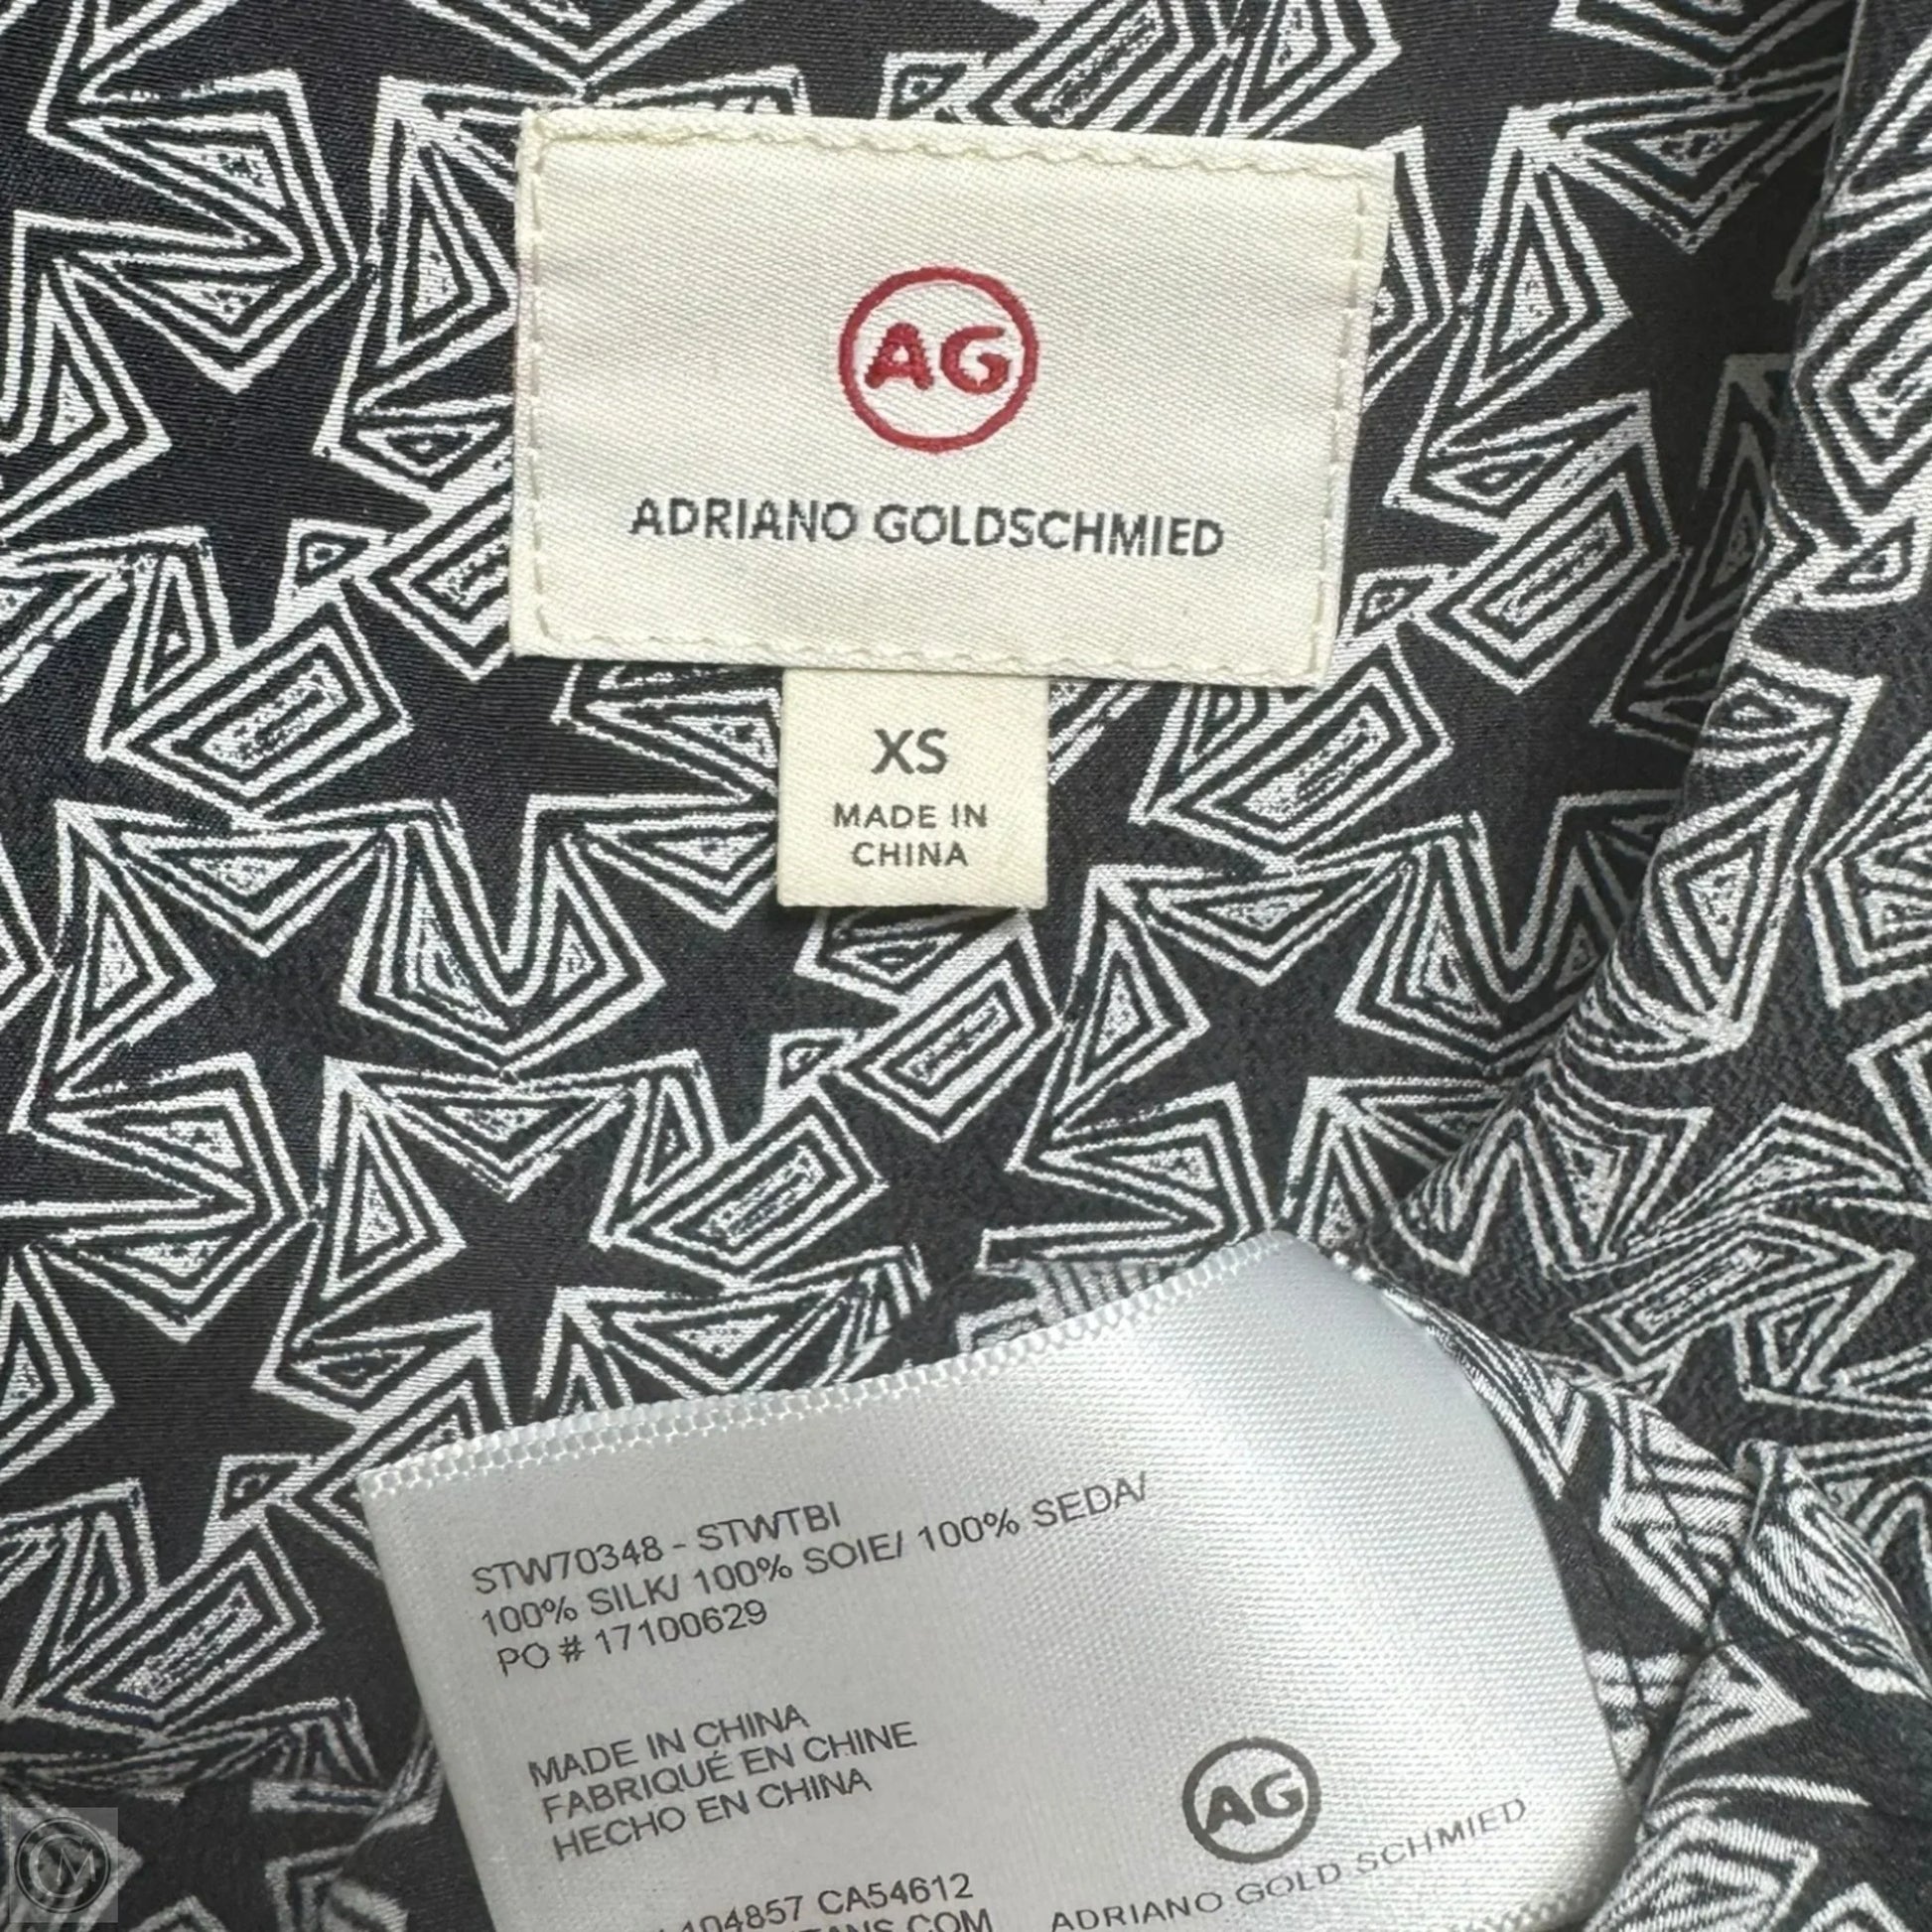 AG
ADRIANO GOLDSCHMIED
XS
MADE IN
CHINA
STW70348 - STWTBI
100% SILK/ 100% SOIE/ 100% SEDA/
PO # 17100629
MADE IN CHINA
FABRIQUÉ EN CHINE
HECHO EN CHINA
104857 CA54612
AG
ADRIANO GOLD SCHMIED